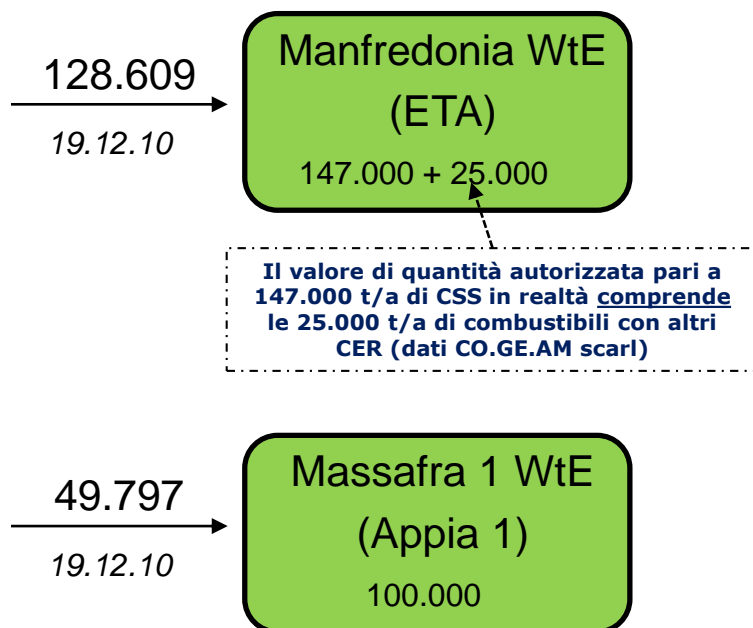 128.609
19.12.10
Manfredonia WtE
(ETA)
147.000 + 25.000
Il valore di quantità autorizzata pari a
147.000 t/a di CSS in realtà comprende
le 25.000 t/a di combustibili con altri
CER (dati CO.GE.AM scarl)
49.797
19.12.10
Massafra 1 WtE
(Appia 1)
100.000